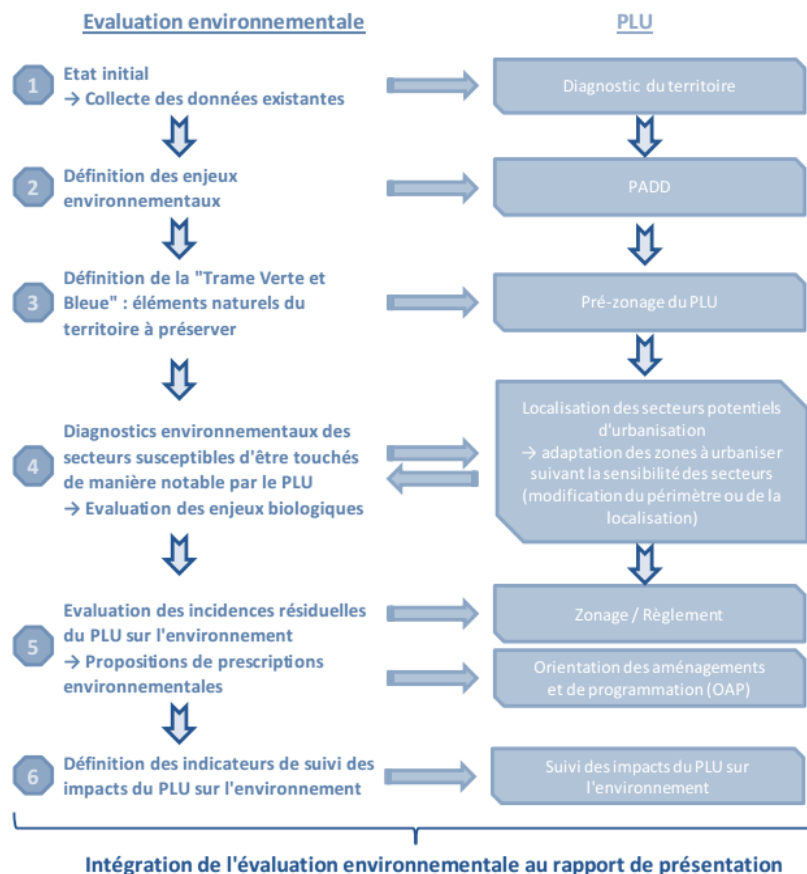 Evaluation environnementale
PLU
1
Etat initial
→ Collecte des données existantes
Diagnostic du territoire
2
Définition des enjeux
environnementaux
PADD
3
Définition de la "Trame Verte et
Bleue" : éléments naturels du
territoire à préserver
Pré-zonage du PLU
4
Diagnostics environnementaux des
secteurs susceptibles d'être touchés
de manière notable par le PLU
→ Evaluation des enjeux biologiques
Localisation des secteurs potentiels
d'urbanisation
→ adaptation des zones à urbaniser
suivant la sensibilité des secteurs
(modification du périmètre ou de la
localisation)
5
Evaluation des incidences résiduelles
du PLU sur l'environnement
→ Propositions de prescriptions
environnementales
Zonage / Règlement
Orientation des aménagements
et de programmation (OAP)
6
Définition des indicateurs de suivi des
impacts du PLU sur l'environnement
Suivi des impacts du PLU sur
l'environnement
Intégration de l'évaluation environnementale au rapport de présentation